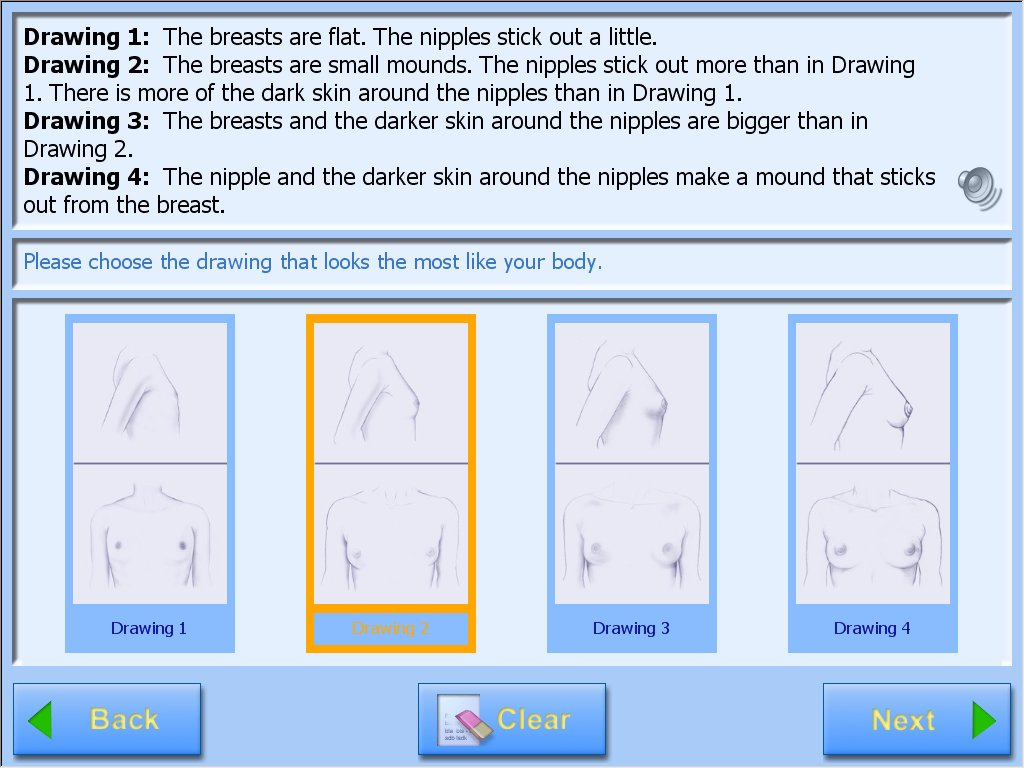 Drawing 1:  The breasts are flat. The nipples stick out a little.
Drawing 2:  The breasts are small mounds. The nipples stick out more than in Drawing
1. There is more of the dark skin around the nipples than in Drawing 1.
Drawing 3:  The breasts and the darker skin around the nipples are bigger than in
Drawing 2.
Drawing 4:  The nipple and the darker skin around the nipples make a mound that sticks
out from the breast.
Please choose the drawing that looks the most like your body.
Drawing 1
Drawing 2
Drawing 3
Drawing 4
Back
Clear
Next